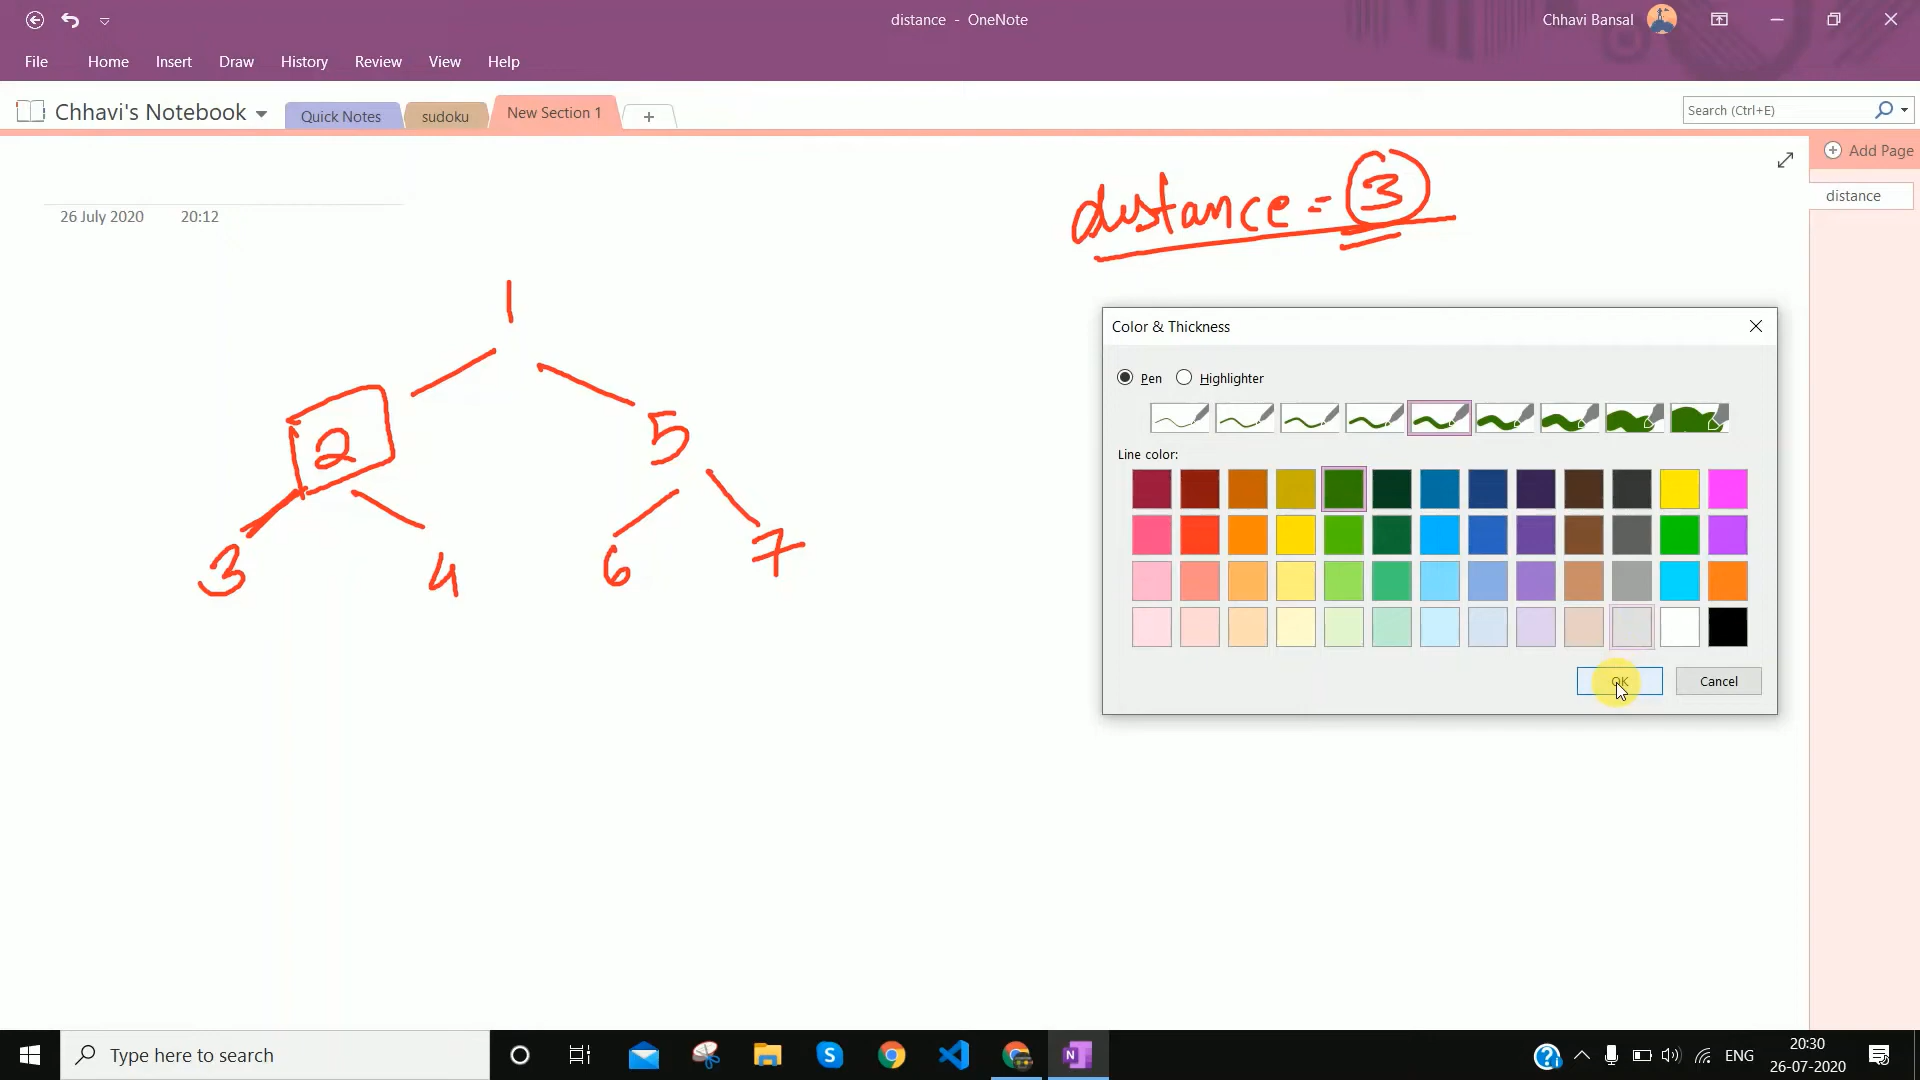 distance - OneNote
Chhavi Bansal
File Home Insert Draw History Review View Help
Chhavi's Notebook
Quick Notes
sudoku
New Section 1
Search (Ctrl+E)
Add Page
distance
26 July 2020 20:12
distance = 3
1
2
5
3
4
6
7
Color & Thickness
Pen
Highlighter
Line color:
OK
Cancel
Type here to search
ENG
20:30
26-07-2020